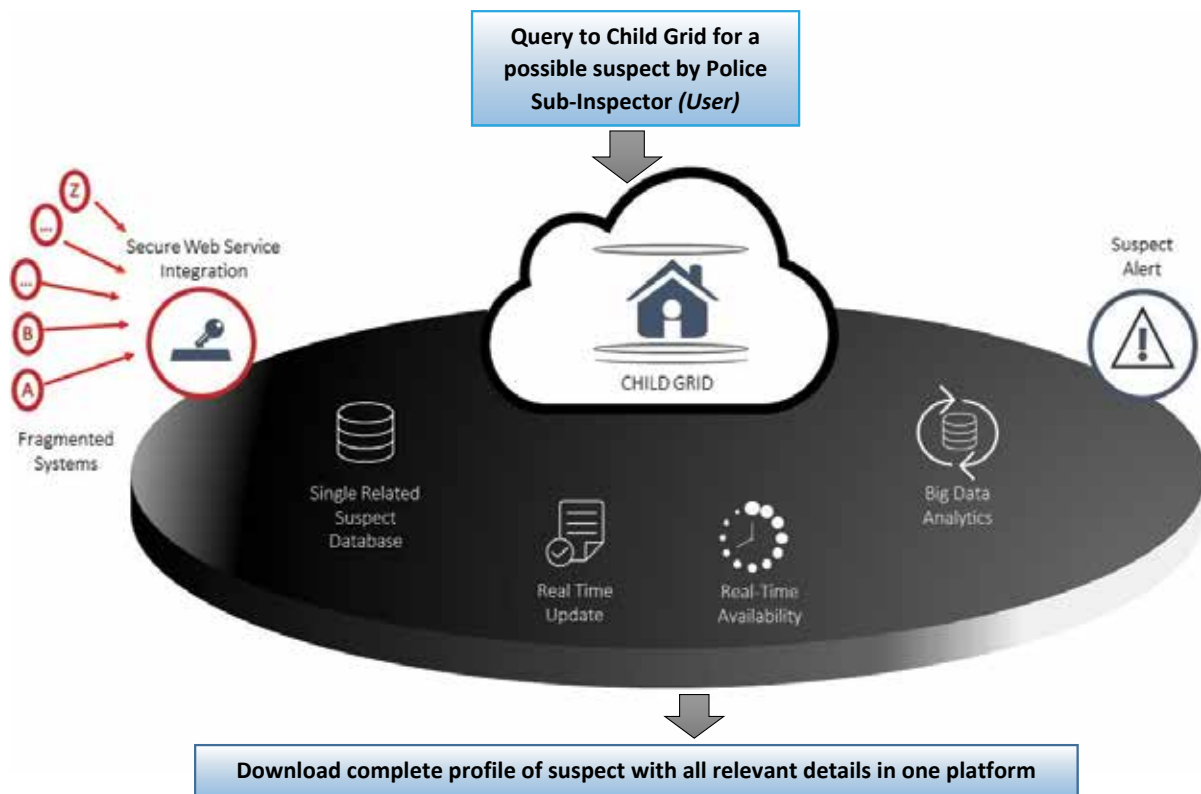 Query to Child Grid for a
possible suspect by Police
Sub-Inspector (User)
Z
...
...
B
A
Secure Web Service
Integration
Fragmented
Systems
CHILD GRID
Suspect
Alert
Single Related
Suspect
Database
Real Time
Update
Real-Time
Availability
Big Data
Analytics
Download complete profile of suspect with all relevant details in one platform